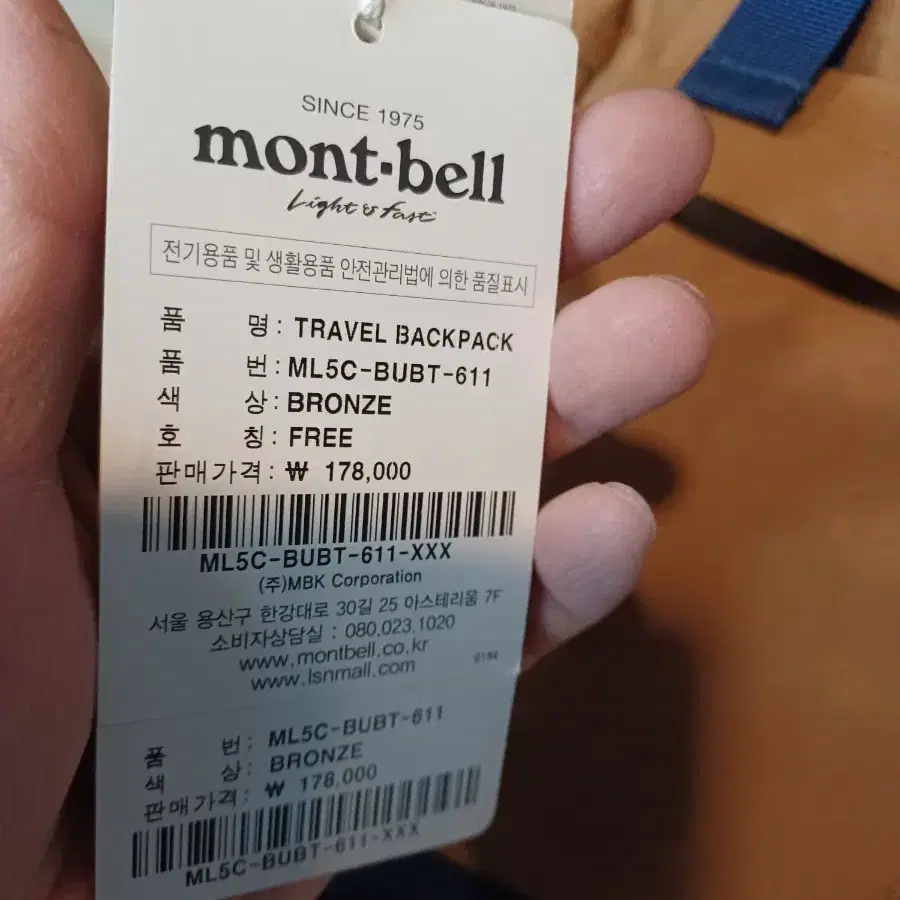 SINCE 1975
mont-bell
Light & Fast
전기용품 및 생활용품 안전관리법에 의한 품질표시
품 명 : TRAVEL BACKPACK
품 번 : ML5C-BUBT-611
색 상 : BRONZE
호 칭 : FREE
판매가격 : ₩ 178,000
ML5C-BUBT-611-XXX
(주)MBK Corporation
서울 용산구 한강대로 30길 25 아스테리움 7F
소비자상담실 : 080.023.1020
www.montbell.co.kr
www.lsnmall.com
품 번 : ML5C-BUBT-611
색 상 : BRONZE
판매가격 : ₩ 178,000
ML5C-BUBT-611-XXX